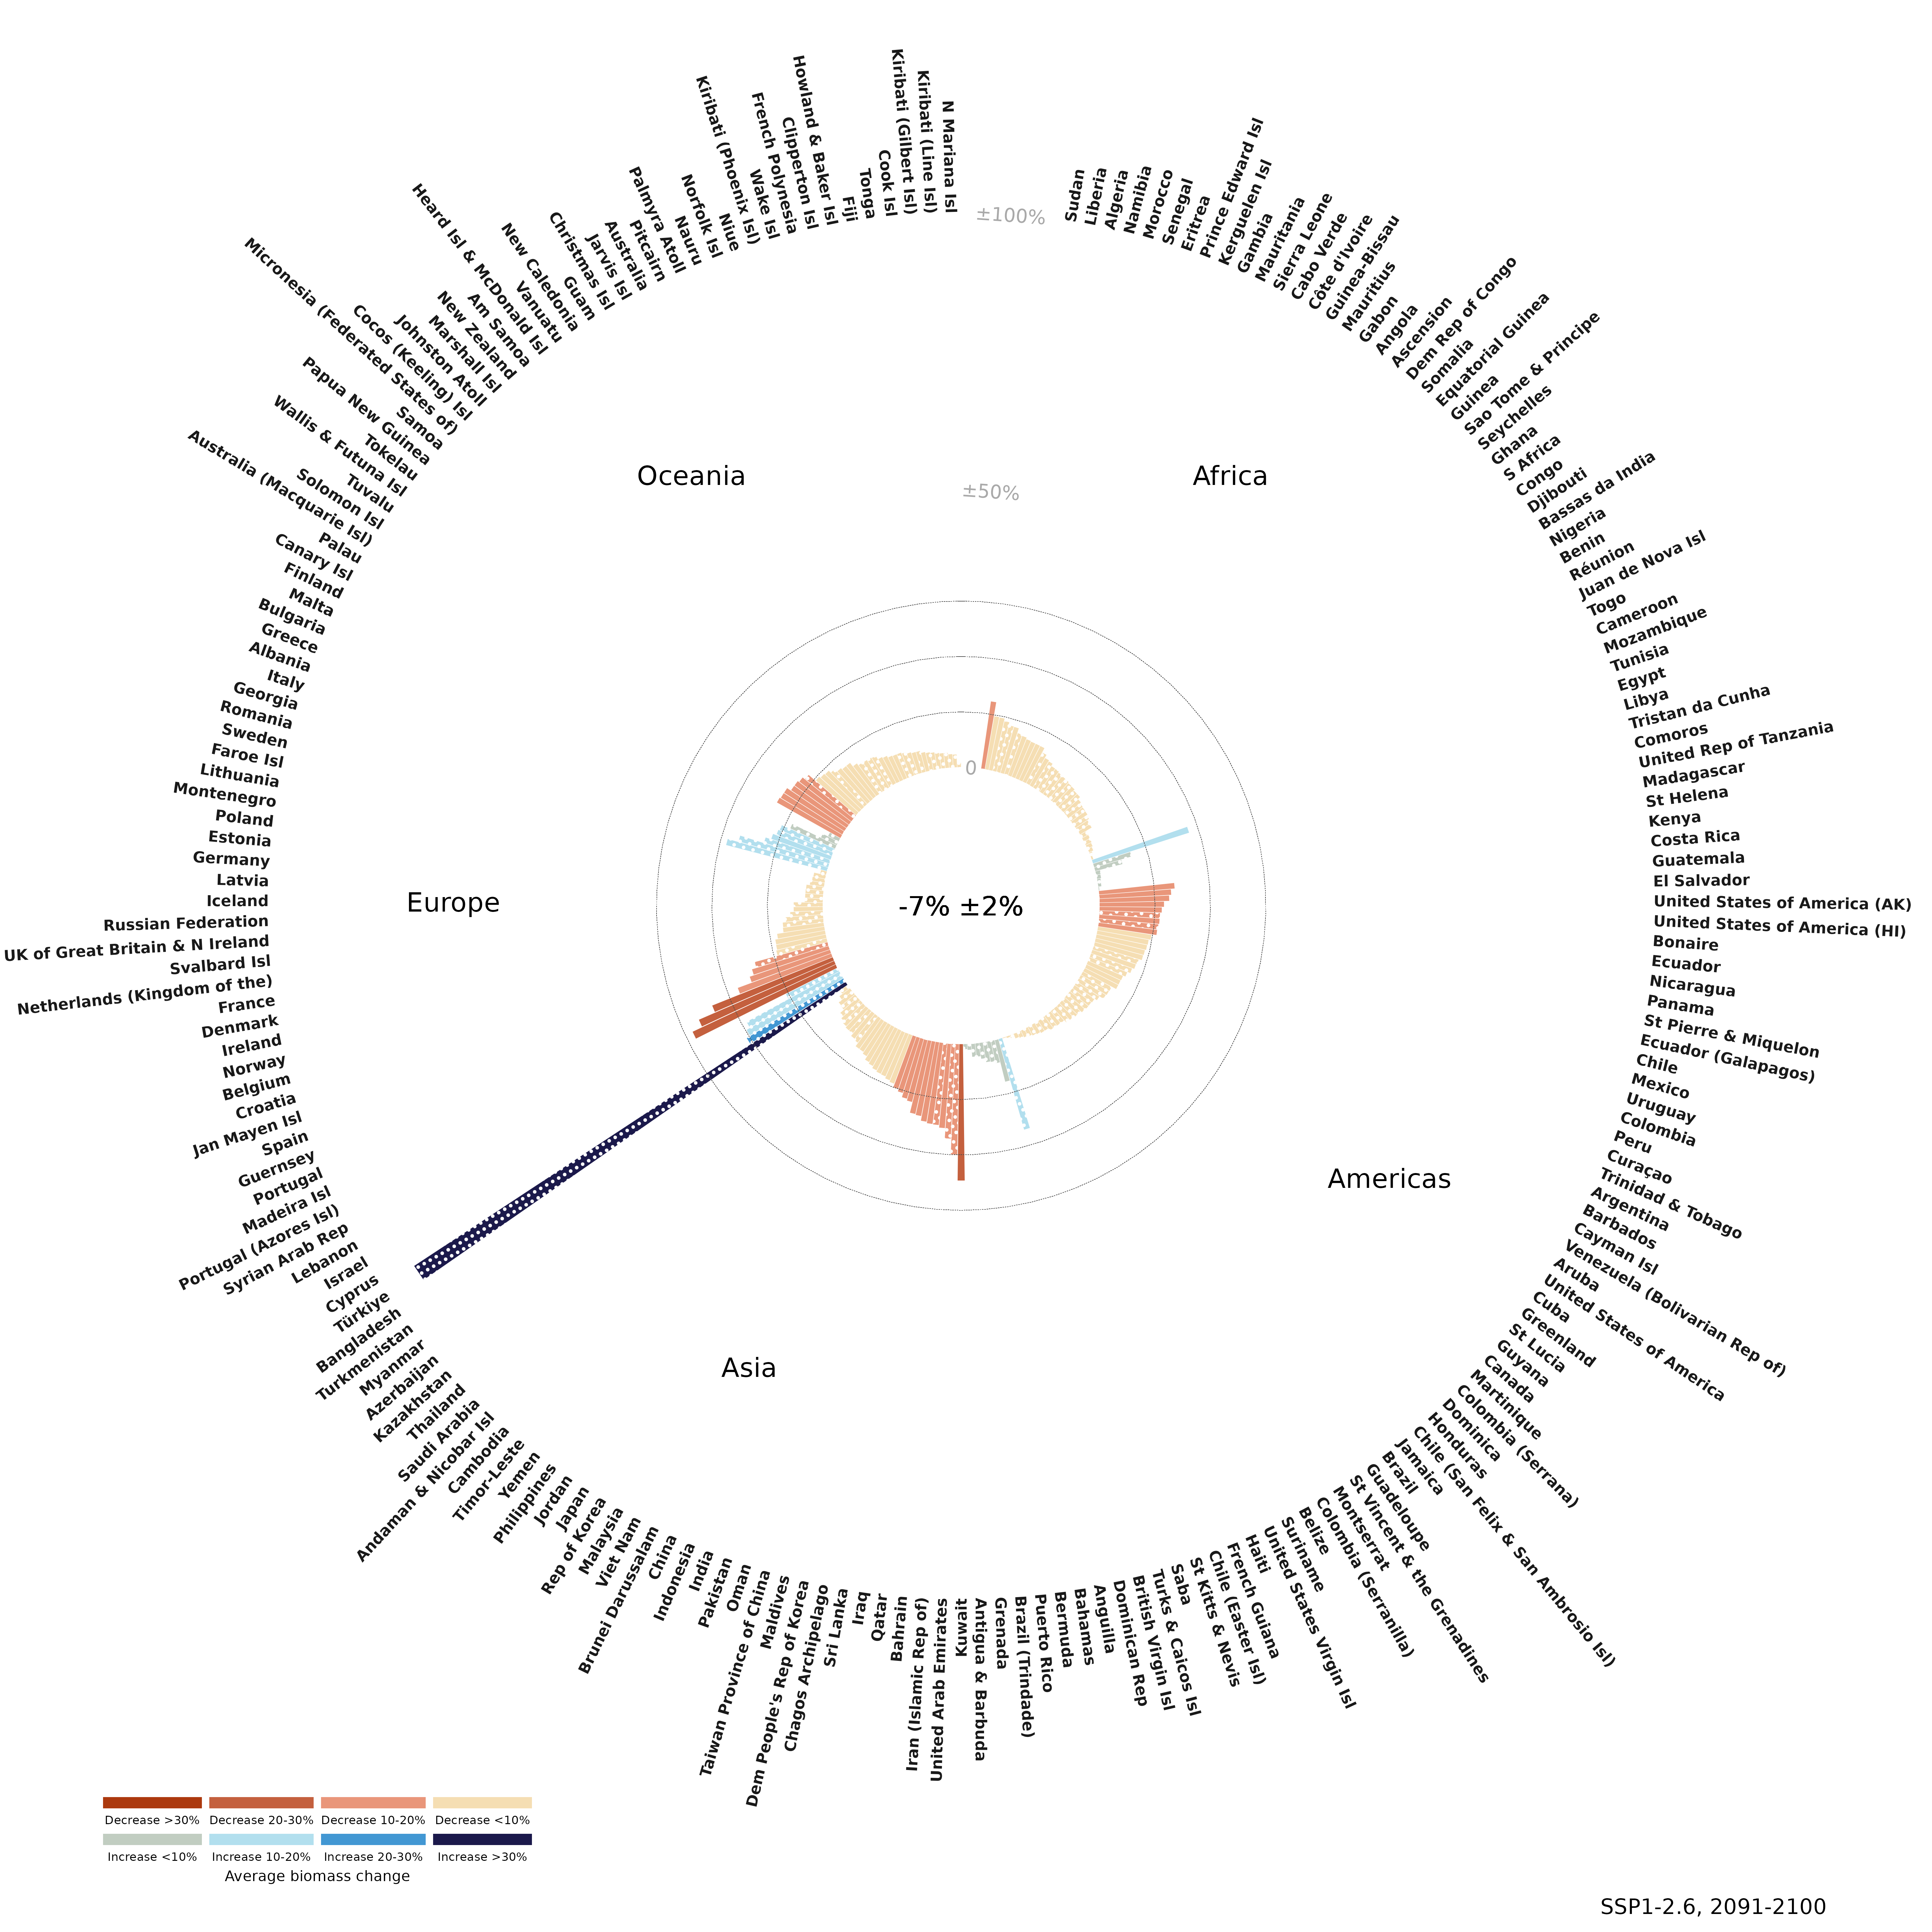 ±100%
±50%
0
Oceania
Africa
Europe
-7% ±2%
Americas
Asia
Sudan
Liberia
Algeria
Namibia
Morocco
Senegal
Eritrea
Prince Edward Isl
Kerguelen Isl
Gambia
Mauritania
Sierra Leone
Cabo Verde
Côte d'Ivoire
Guinea-Bissau
Mauritius
Gabon
Angola
Ascension
Dem Rep of Congo
Somalia
Equatorial Guinea
Guinea
Sao Tome & Principe
Seychelles
Ghana
S Africa
Congo
Djibouti
Bassas da India
Nigeria
Benin
Réunion
Juan de Nova Isl
Togo
Cameroon
Mozambique
Tunisia
Egypt
Libya
Tristan da Cunha
Comoros
United Rep of Tanzania
Madagascar
St Helena
Kenya
Costa Rica
Guatemala
El Salvador
United States of America (AK)
United States of America (HI)
Bonaire
Ecuador
Nicaragua
Panama
St Pierre & Miquelon
Ecuador (Galapagos)
Chile
Mexico
Uruguay
Colombia
Peru
Curaçao
Trinidad & Tobago
Argentina
Barbados
Cayman Isl
Venezuela (Bolivarian Rep of)
Aruba
United States of America
Cuba
Greenland
St Lucia
Guyana
Canada
Martinique
Colombia (Serrana)
Dominica
Honduras
Chile (San Felix & San Ambrosio Isl)
Jamaica
Brazil
Guadeloupe
St Vincent & the Grenadines
Montserrat
Colombia (Serranilla)
Belize
Suriname
United States Virgin Isl
Haiti
French Guiana
Chile (Easter Isl)
St Kitts & Nevis
Saba
Turks & Caicos Isl
British Virgin Isl
Dominican Rep
Anguilla
Bahamas
Bermuda
Puerto Rico
Brazil (Trindade)
Grenada
Antigua & Barbuda
Kuwait
United Arab Emirates
Iran (Islamic Rep of)
Bahrain
Qatar
Iraq
Sri Lanka
Chagos Archipelago
Dem People's Rep of Korea
Maldives
Taiwan Province of China
Oman
Pakistan
India
Indonesia
China
Brunei Darussalam
Viet Nam
Malaysia
Rep of Korea
Japan
Jordan
Philippines
Yemen
Timor-Leste
Cambodia
Andaman & Nicobar Isl
Saudi Arabia
Thailand
Kazakhstan
Azerbaijan
Myanmar
Turkmenistan
Bangladesh
Türkiye
Cyprus
Israel
Lebanon
Syrian Arab Rep
Portugal (Azores Isl)
Madeira Isl
Portugal
Guernsey
Spain
Jan Mayen Isl
Croatia
Belgium
Norway
Ireland
Denmark
France
Netherlands (Kingdom of the)
Svalbard Isl
UK of Great Britain & N Ireland
Russian Federation
Iceland
Latvia
Germany
Estonia
Poland
Montenegro
Lithuania
Faroe Isl
Sweden
Romania
Georgia
Italy
Albania
Greece
Bulgaria
Malta
Finland
Canary Isl
Palau
Australia (Macquarie Isl)
Solomon Isl
Tuvalu
Wallis & Futuna Isl
Tokelau
Papua New Guinea
Samoa
Micronesia (Federated States of)
Cocos (Keeling) Isl
Johnston Atoll
Marshall Isl
New Zealand
Am Samoa
Heard Isl & McDonald Isl
Vanuatu
New Caledonia
Guam
Christmas Isl
Jarvis Isl
Australia
Pitcairn
Palmyra Atoll
Nauru
Norfolk Isl
Niue
Kiribati (Phoenix Isl)
Wake Isl
French Polynesia
Clipperton Isl
Howland & Baker Isl
Fiji
Tonga
Cook Isl
Kiribati (Gilbert Isl)
Kiribati (Line Isl)
N Mariana Isl
Decrease >30%
Decrease 20-30%
Decrease 10-20%
Decrease <10%
Increase <10%
Increase 10-20%
Increase 20-30%
Increase >30%
Average biomass change
SSP1-2.6, 2091-2100